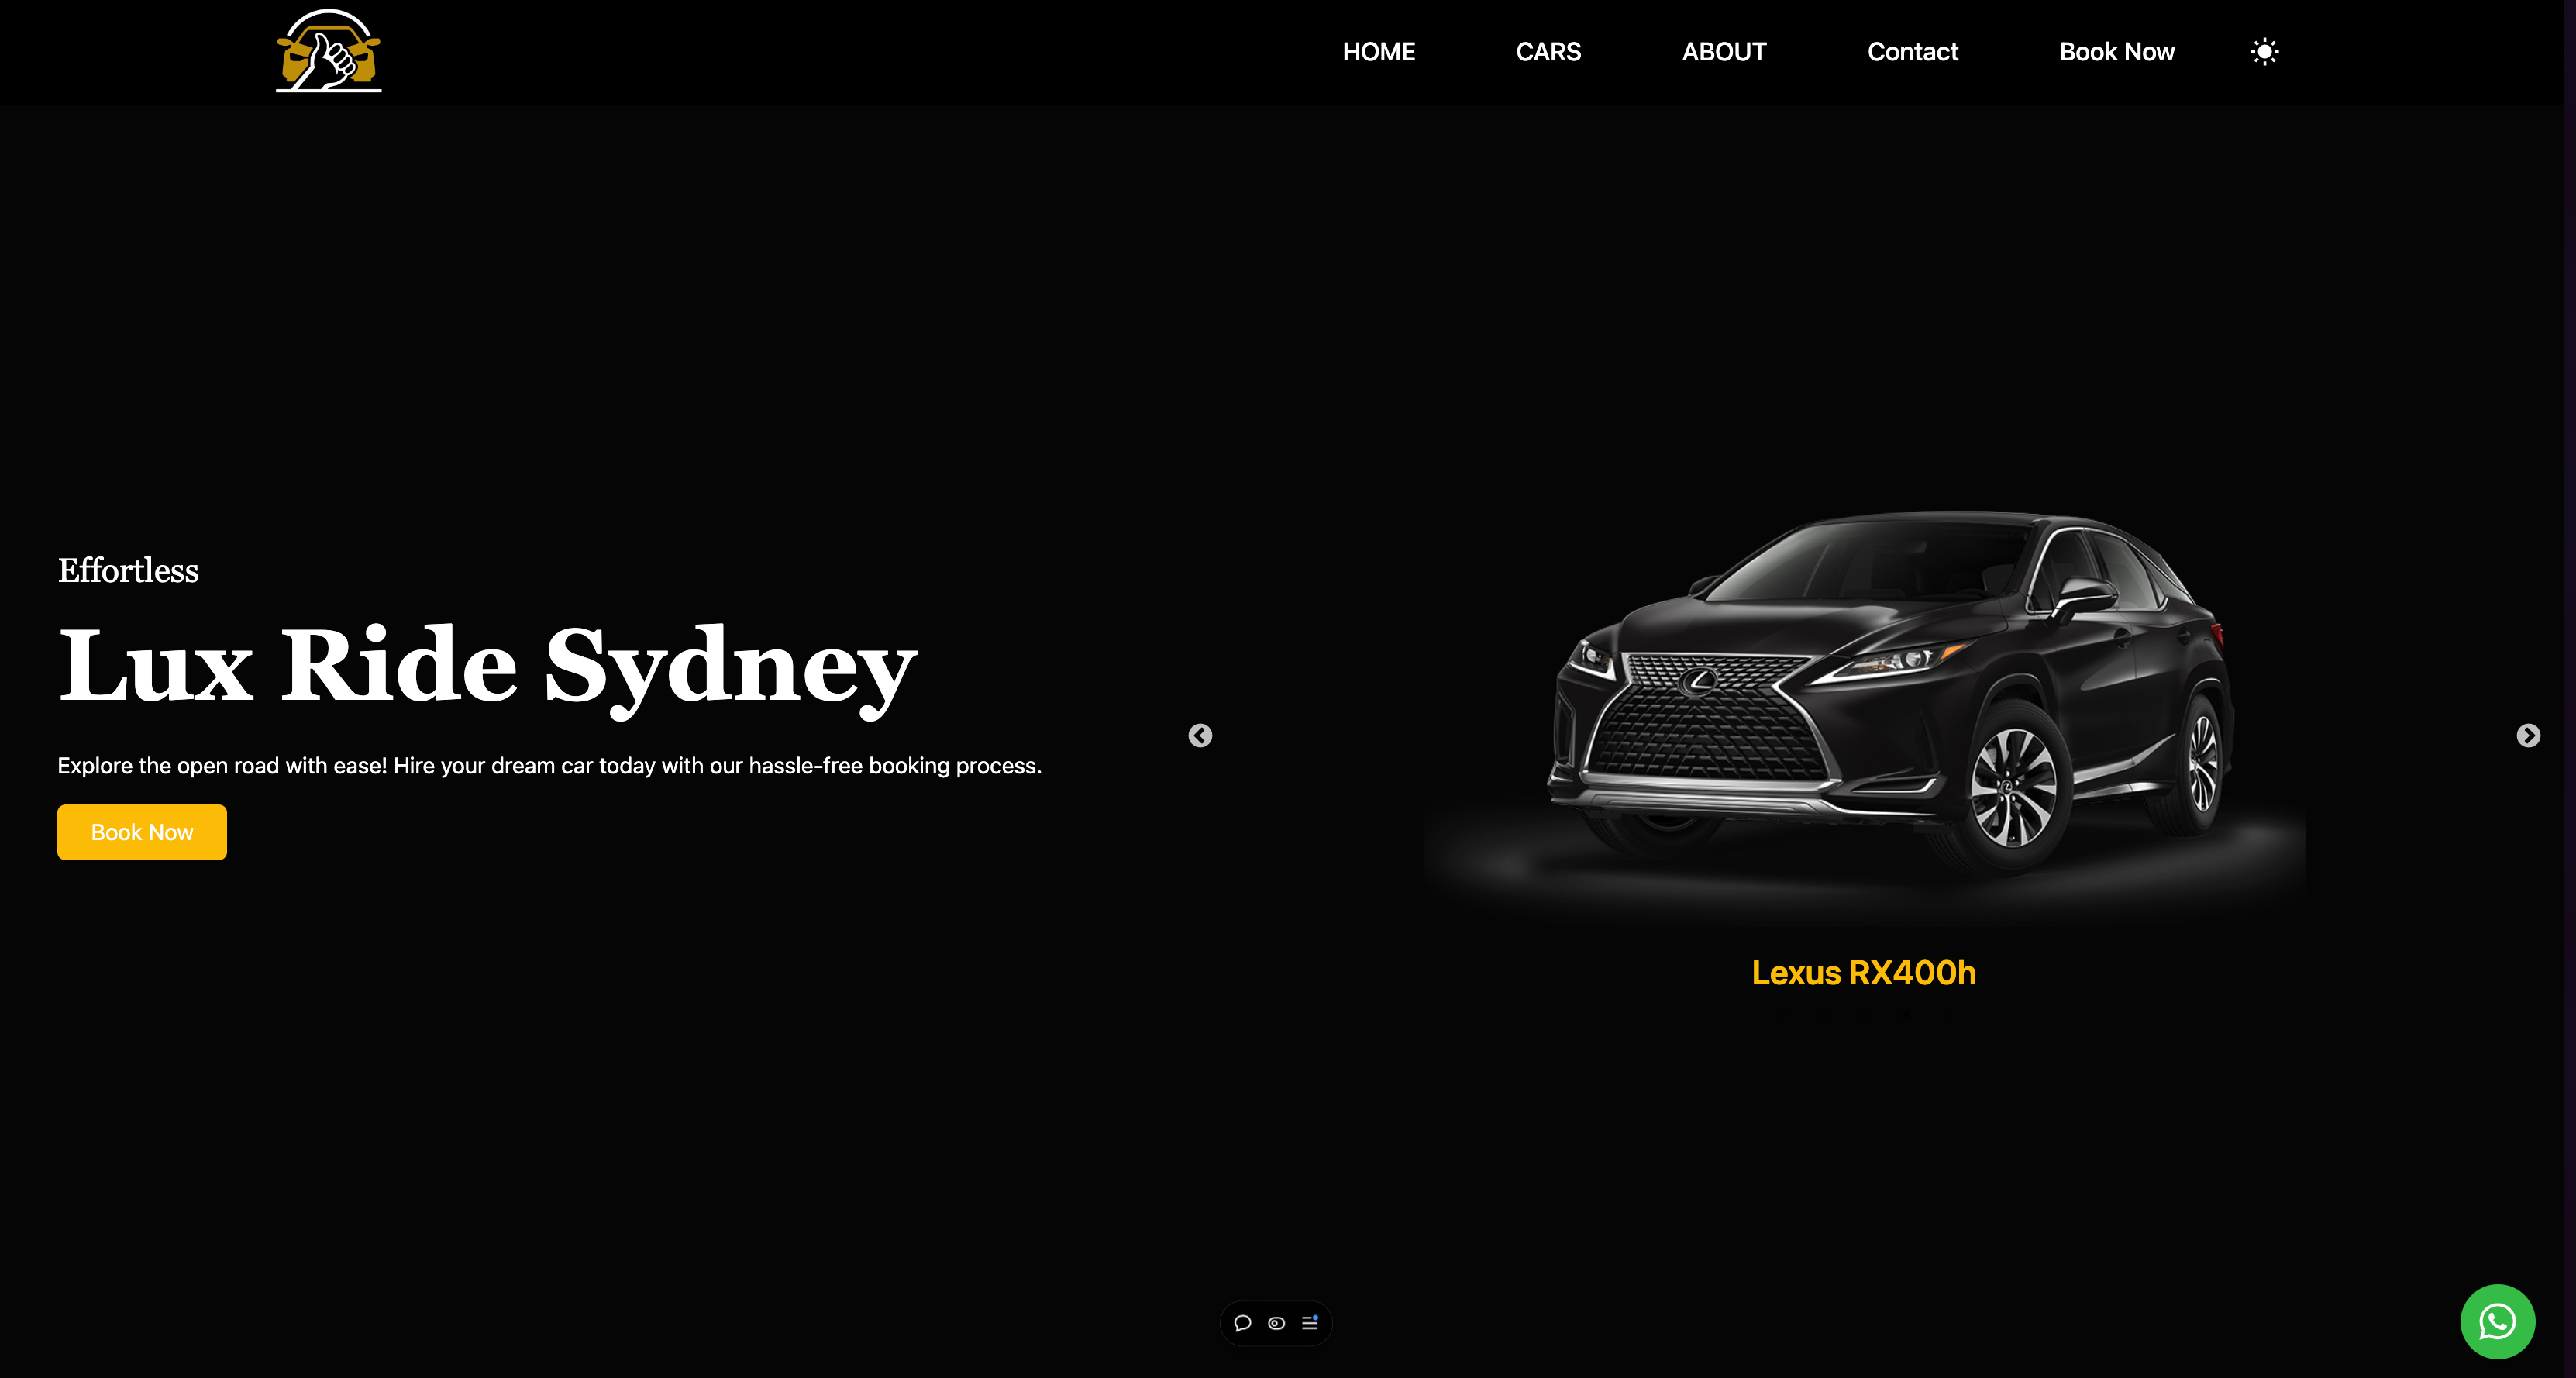 HOME
CARS
ABOUT
Contact
Book Now
Effortless
Lux Ride Sydney
Explore the open road with ease! Hire your dream car today with our hassle-free booking process.
Book Now
Lexus RX400h